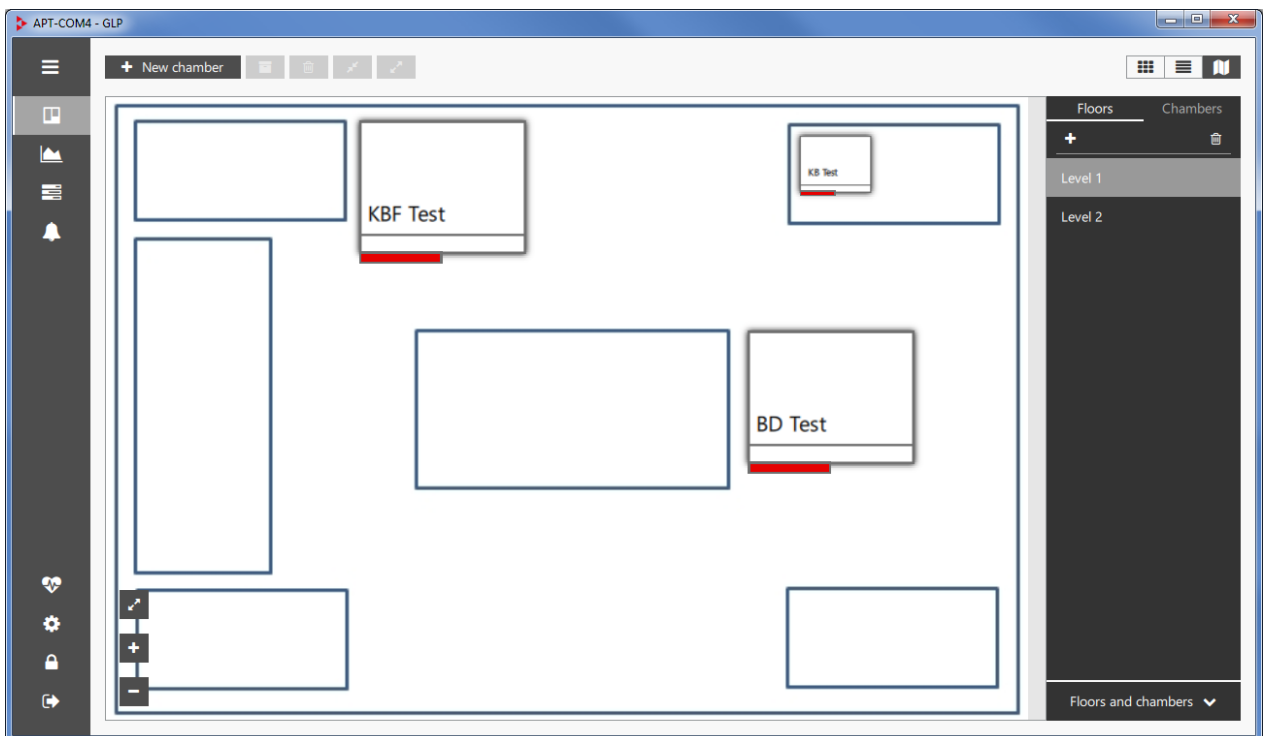 APT-COM4 - GLP
New chamber
Floors
Chambers
Level 1
Level 2
KBF Test
KB Test
BD Test
Floors and chambers